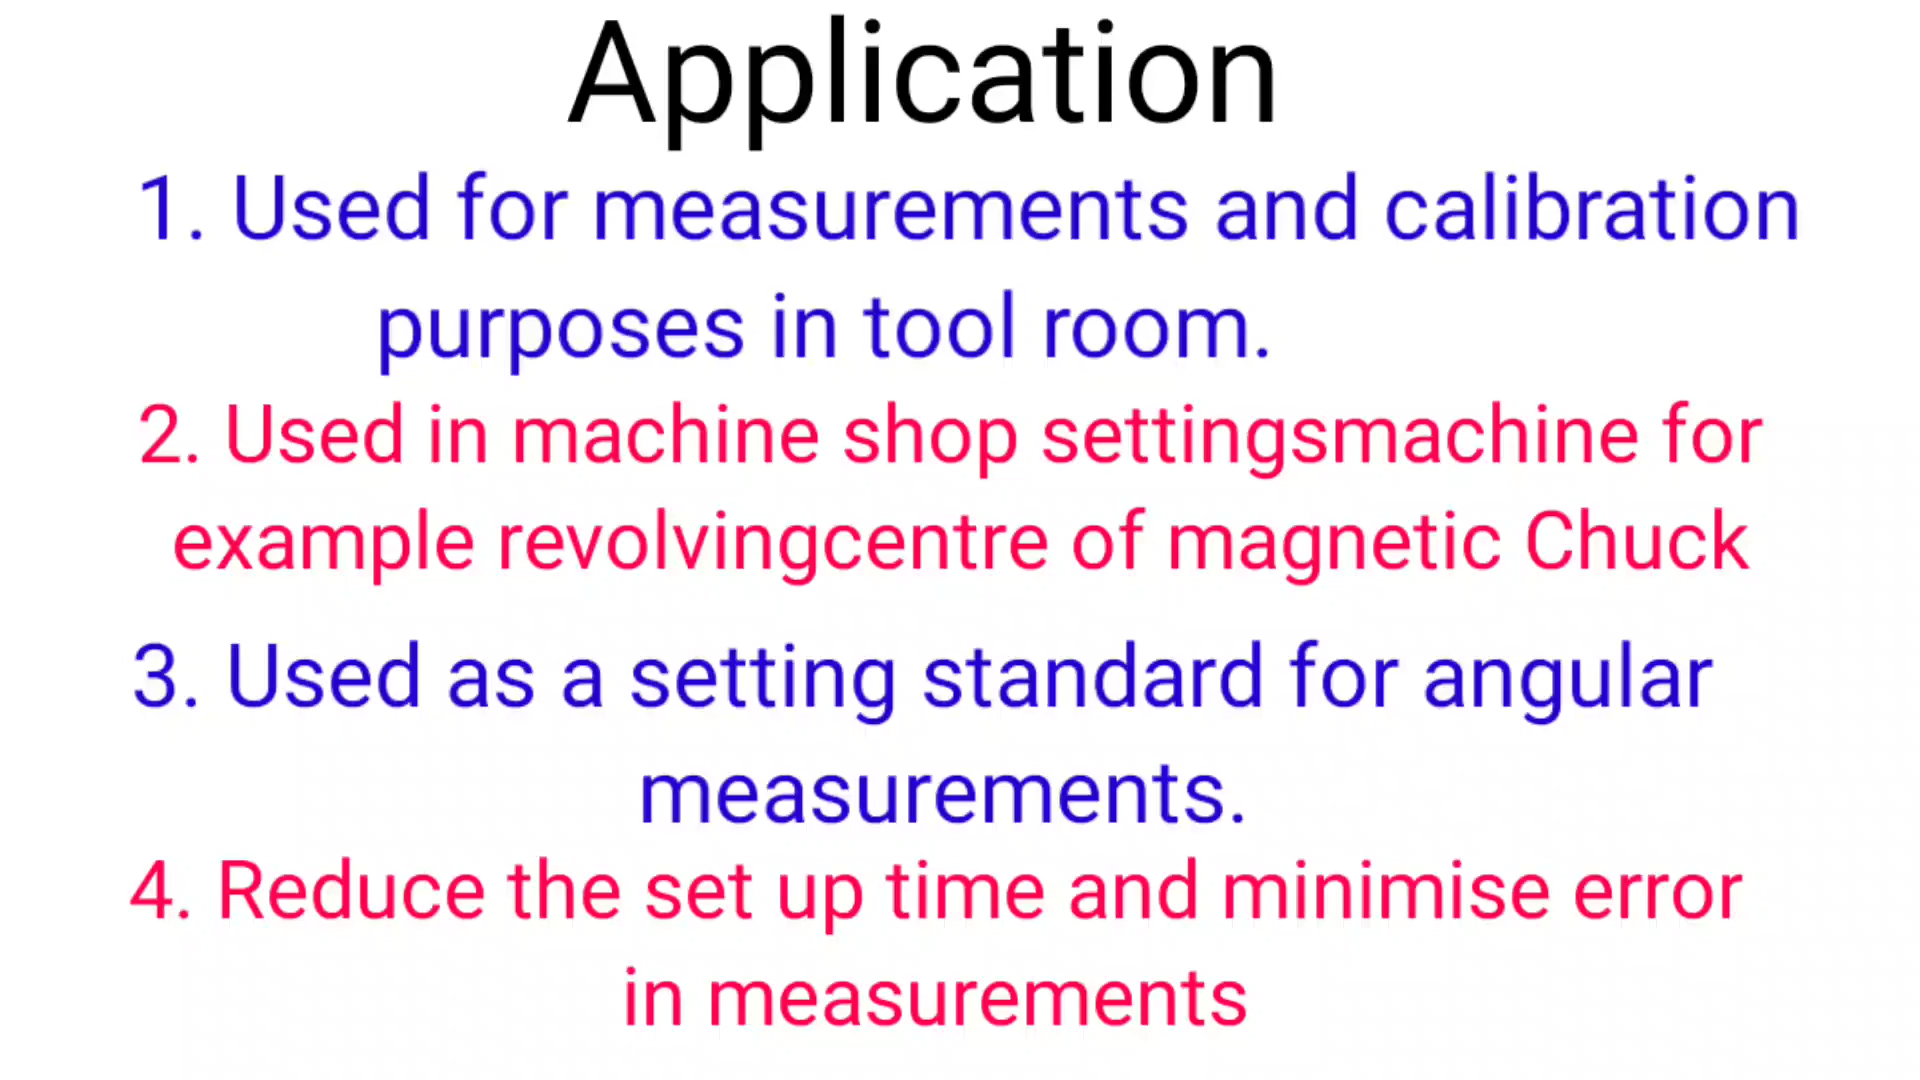 Application
1. Used for measurements and calibration
purposes in tool room.
2. Used in machine shop settingsmachine for
example revolvingcentre of magnetic Chuck
3. Used as a setting standard for angular
measurements.
4. Reduce the set up time and minimise error
in measurements